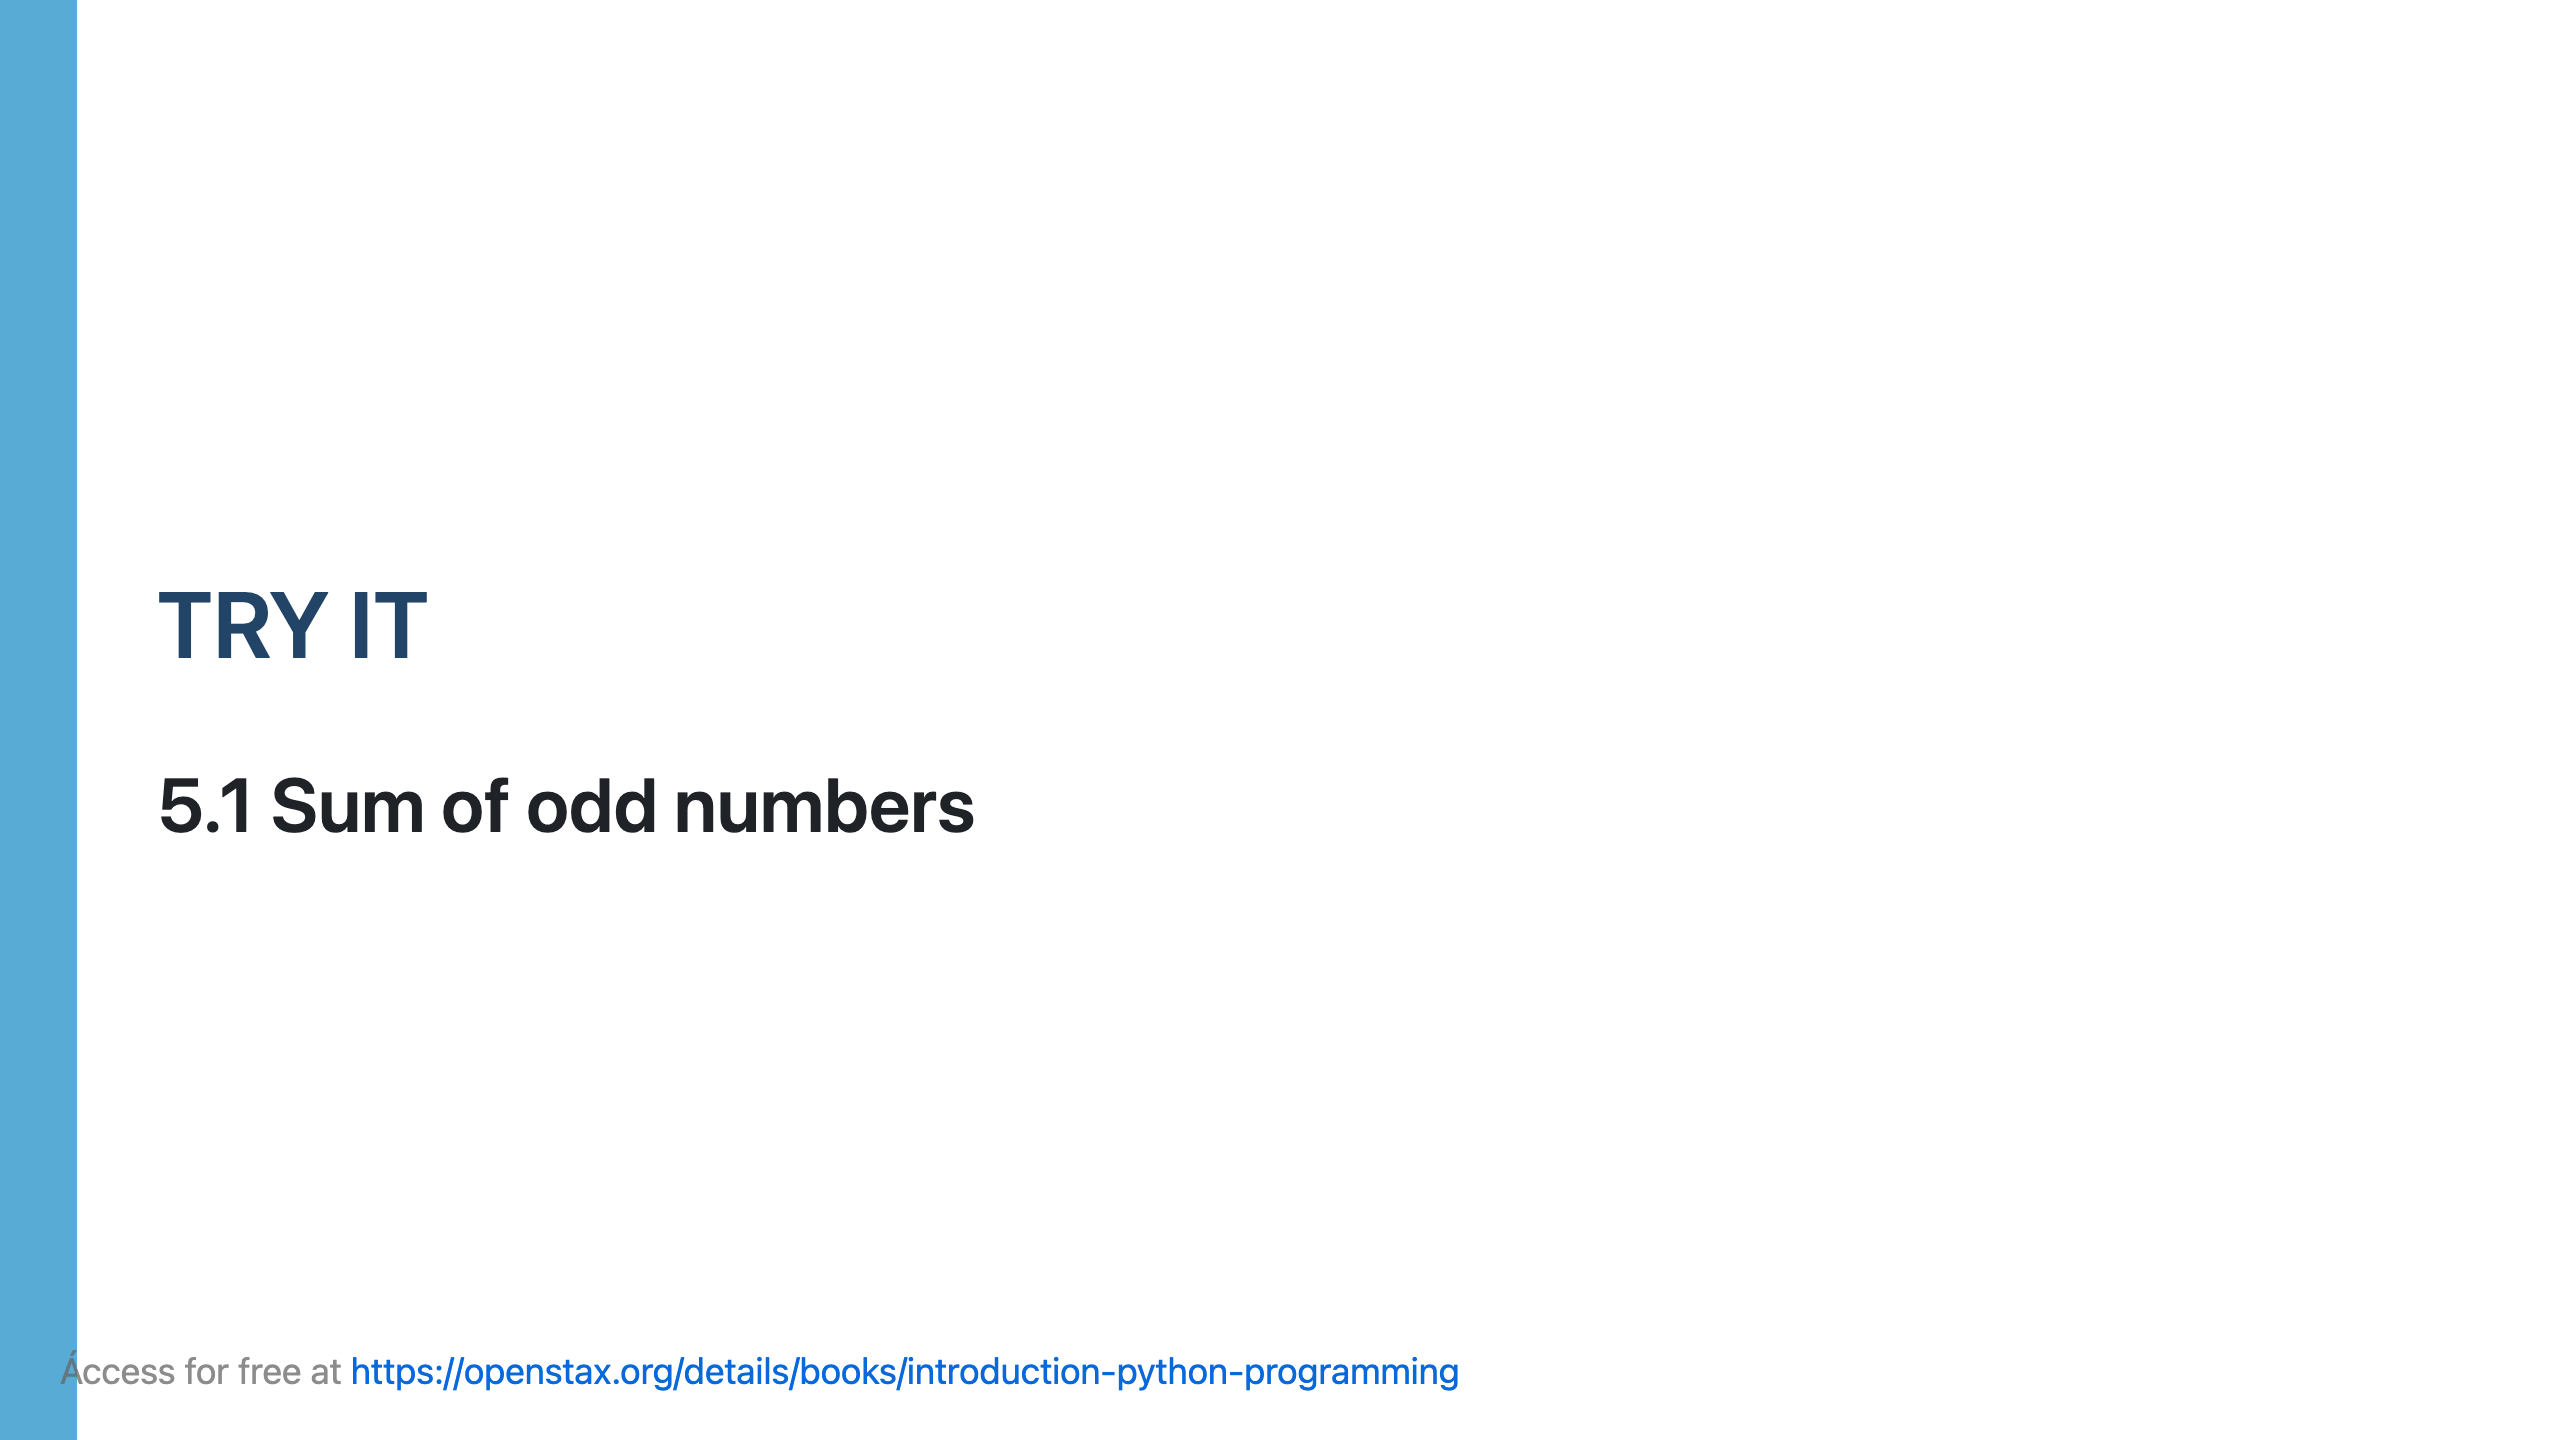 TRY IT
5.1 Sum of odd numbers
Áccess for free at https://openstax.org/details/books/introduction-python-programming